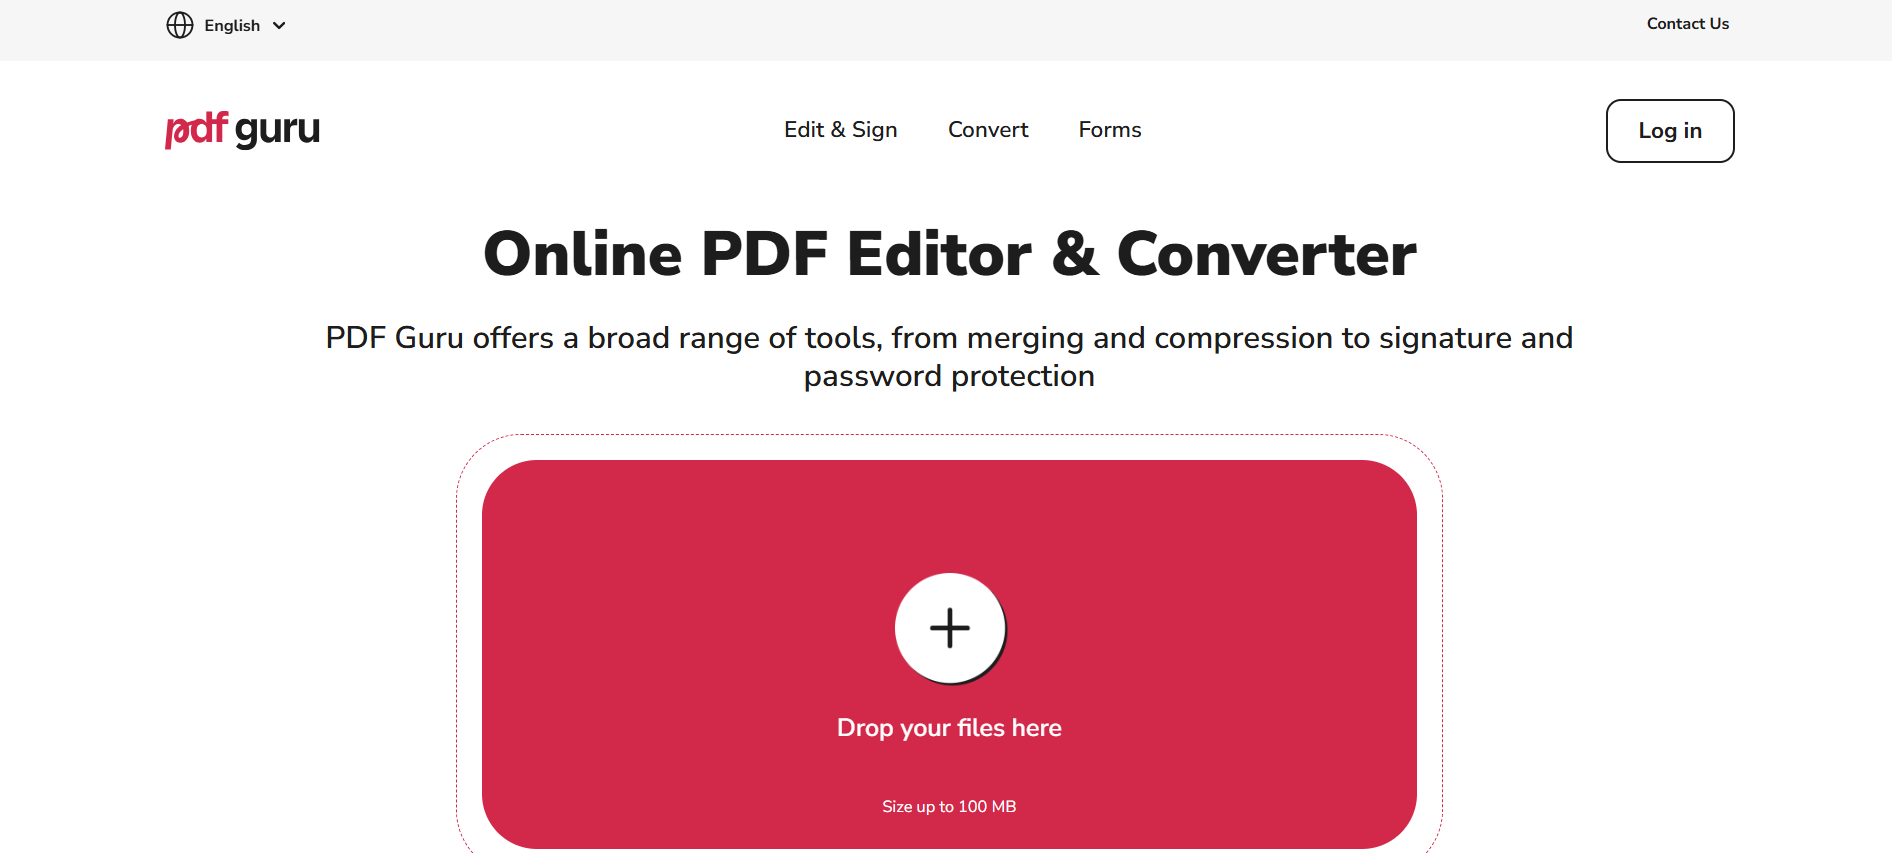 English
Contact Us
pdf guru
Edit & Sign
Convert
Forms
Log in
Online PDF Editor & Converter
PDF Guru offers a broad range of tools, from merging and compression to signature and
password protection
Drop your files here
Size up to 100 MB